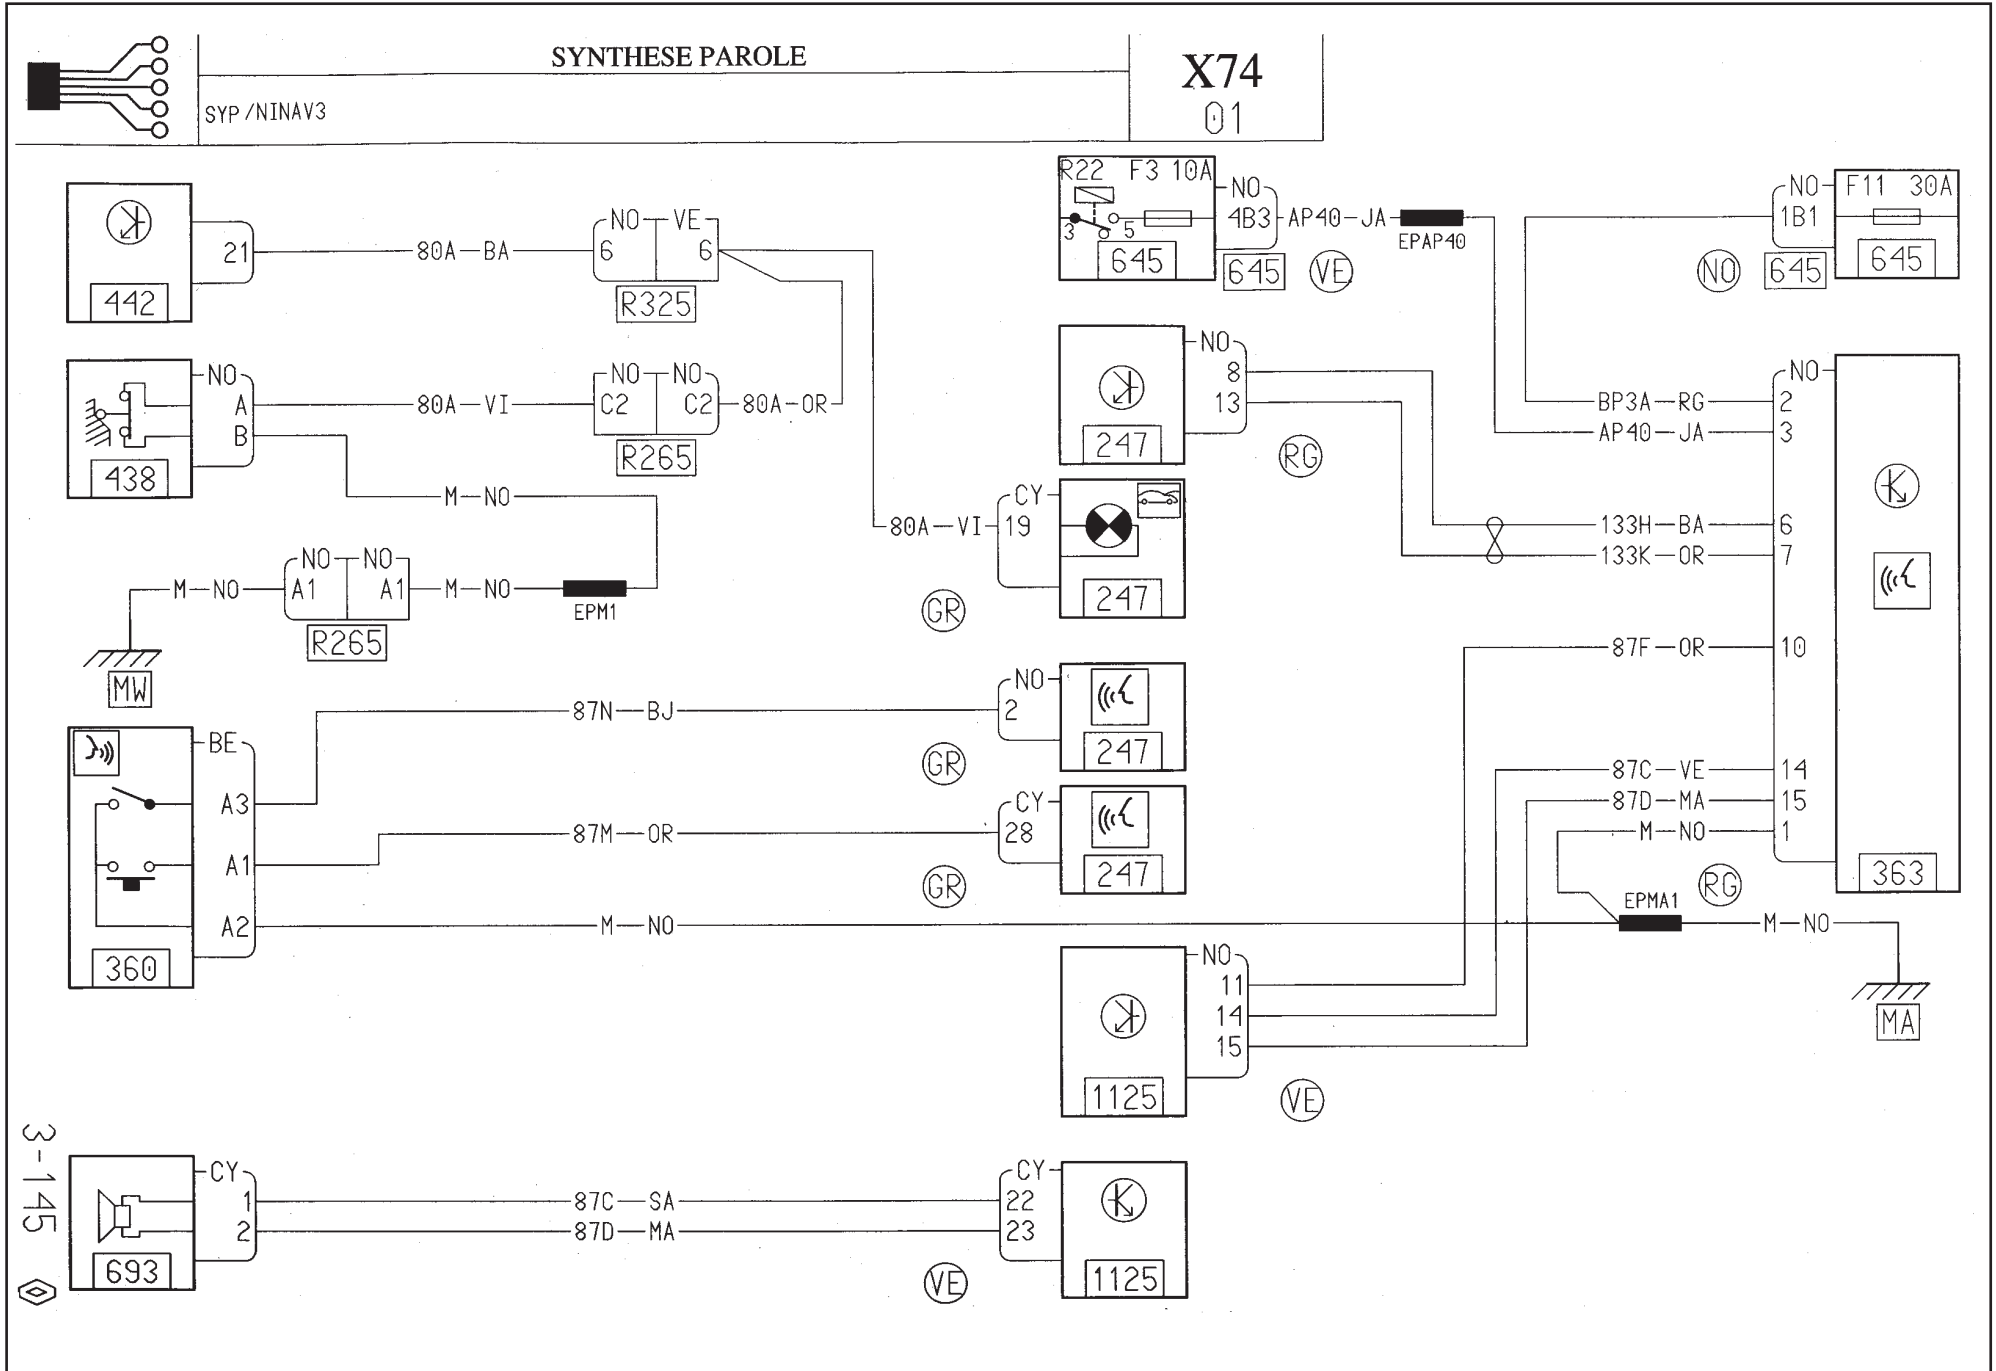 SYNTHESE PAROLE
X74
SYP/NINAV3
01
R22 F3 10A
NO
4B3
AP40-JA
EPAP40
3
5
645
645
VE
NO
1B1
F11 30A
NO
645
645
21
442
80A-BA
NO
6
VE
6
R325
NO
A
B
438
80A-VI
NO
C2
NO
C2
80A-OR
R265
M-NO
NO
8
13
247
RG
NO
BP3A-RG
2
AP40-JA
3
133H-BA
6
133K-OR
7
87F-OR
10
87C-VE
14
87D-MA
15
M-NO
1
RG
363
80A-VI
CY
19
247
GR
M-NO
NO
A1
NO
A1
M-NO
EPM1
R265
MW
BE
A3
A1
A2
360
87N-BJ
NO
2
247
GR
87M-OR
CY
28
247
GR
M-NO
EPMA1
M-NO
MA
NO
11
14
15
1125
VE
CY
1
2
693
87C-SA
87D-MA
CY
22
23
1125
VE
3-145